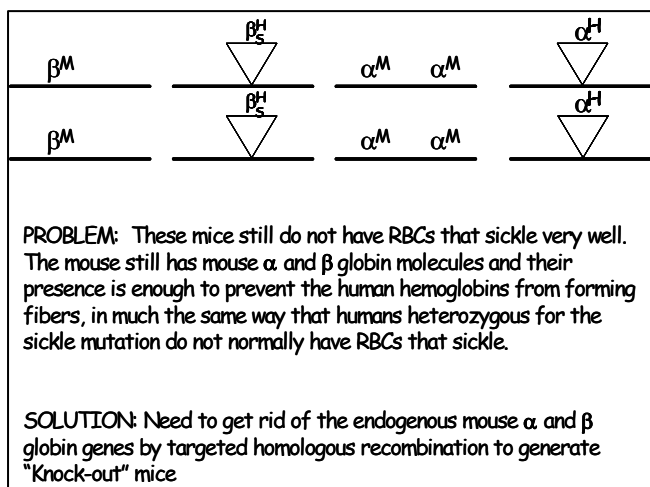 β^H_S α^H
β^M α^M α^M
β^H_S α^H
β^M α^M α^M
PROBLEM: These mice still do not have RBCs that sickle very well.
The mouse still has mouse α and β globin molecules and their
presence is enough to prevent the human hemoglobins from forming
fibers, in much the same way that humans heterozygous for the
sickle mutation do not normally have RBCs that sickle.
SOLUTION: Need to get rid of the endogenous mouse α and β
globin genes by targeted homologous recombination to generate
“Knock-out” mice